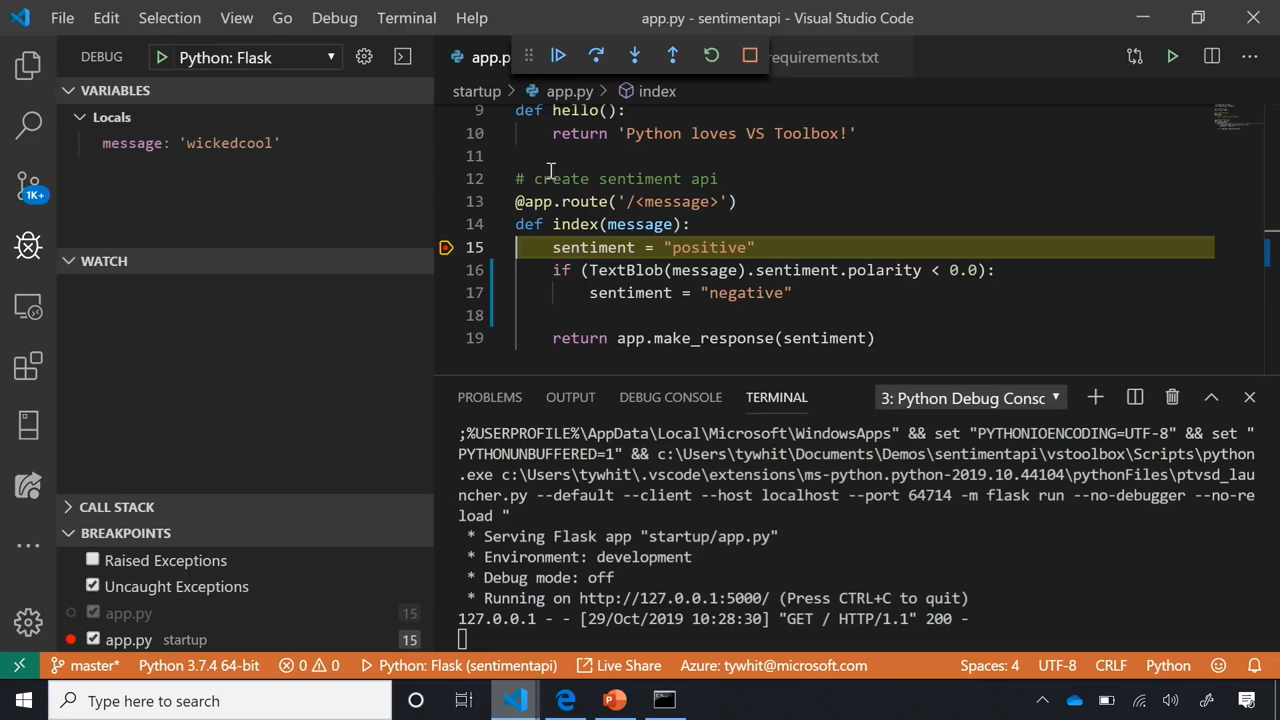 File Edit Selection View Go Debug Terminal Help app.py - sentimentapi - Visual Studio Code
DEBUG Python: Flask
app.p
equirements.txt
VARIABLES
Locals
message: 'wickedcool'
WATCH
CALL STACK
BREAKPOINTS
Raised Exceptions
Uncaught Exceptions
app.py 15
app.py startup 15
1K+
startup > app.py > index
9 def hello():
10 return 'Python loves VS Toolbox!'
11
12 # create sentiment api
13 @app.route('/<message>')
14 def index(message):
15 sentiment = "positive"
16 if (TextBlob(message).sentiment.polarity < 0.0):
17 sentiment = "negative"
18
19 return app.make_response(sentiment)
PROBLEMS OUTPUT DEBUG CONSOLE TERMINAL 3: Python Debug Consc
;%USERPROFILE%\AppData\Local\Microsoft\WindowsApps" && set "PYTHONIOENCODING=UTF-8" && set "
PYTHONUNBUFFERED=1" && c:\Users\tywhit\Documents\Demos\sentimentapi\vstoolbox\Scripts\python
.exe c:\Users\tywhit\.vscode\extensions\ms-python.python-2019.10.44104\pythonFiles\ptvsd_lau
ncher.py --default --client --host localhost --port 64714 -m flask run --no-debugger --no-re
load "
* Serving Flask app "startup/app.py"
* Environment: development
* Debug mode: off
* Running on http://127.0.0.1:5000/ (Press CTRL+C to quit)
127.0.0.1 - - [29/Oct/2019 10:28:30] "GET / HTTP/1.1" 200 -
master* Python 3.7.4 64-bit 0 0 Python: Flask (sentimentapi) Live Share Azure: tywhit@microsoft.com Spaces: 4 UTF-8 CRLF Python
Type here to search